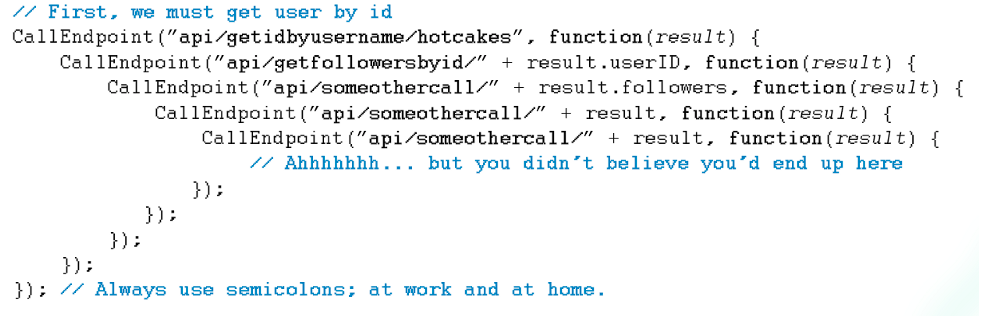 // First, we must get user by id
CallEndpoint("api/getidbyusername/hotcakes", function(result) {
    CallEndpoint("api/getfollowersbyid/" + result.userID, function(result) {
        CallEndpoint("api/someothercall/" + result.followers, function(result) {
            CallEndpoint("api/someothercall/" + result, function(result) {
                CallEndpoint("api/someothercall/" + result, function(result) {
                    // Ahhhhhhh... but you didn´t believe you´d end up here
                });
            });
        });
    });
}); // Always use semicolons; at work and at home.